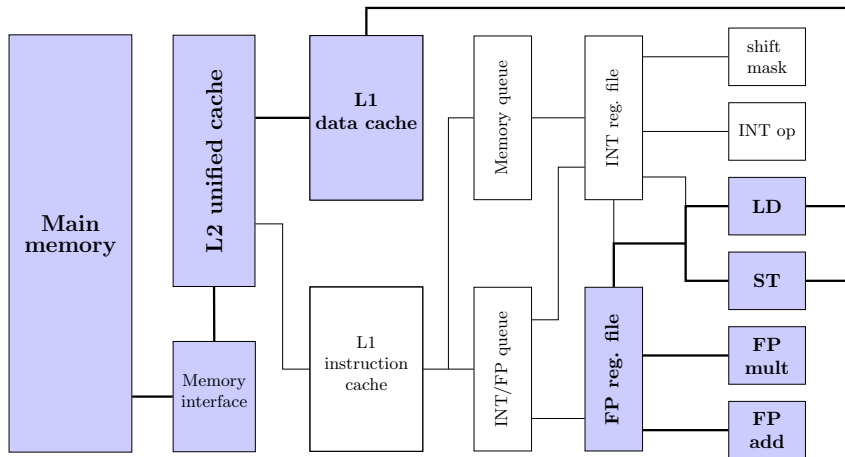 Main
memory
L2 unified cache
Memory
interface
L1
data cache
L1
instruction
cache
Memory queue
INT/FP queue
INT reg. file
FP reg. file
shift
mask
INT op
LD
ST
FP
mult
FP
add